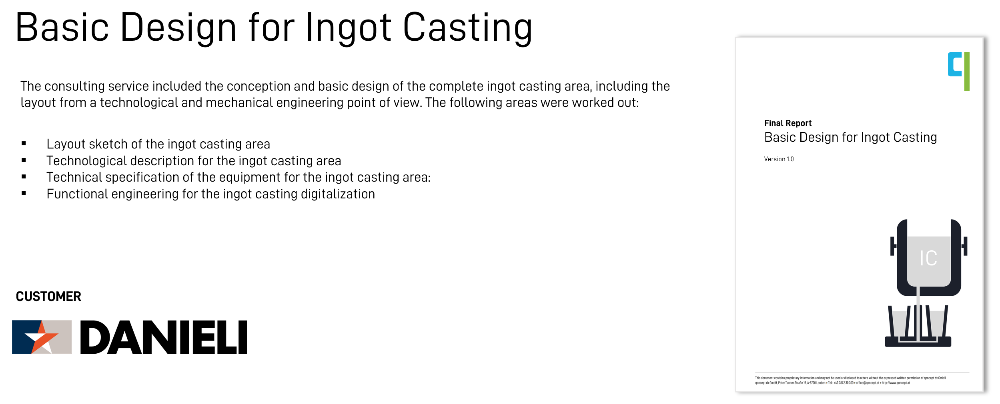 Basic Design for Ingot Casting
The consulting service included the conception and basic design of the complete ingot casting area, including the
layout from a technological and mechanical engineering point of view. The following areas were worked out:
▪ Layout sketch of the ingot casting area
▪ Technological description for the ingot casting area
▪ Technical specification of the equipment for the ingot casting area:
▪ Functional engineering for the ingot casting digitalization
CUSTOMER
DANIELI
Final Report
Basic Design for Ingot Casting
Version 1.0
IC
This document contains proprietary information and may not be used or disclosed to others without the expressed written permission of qoncept dx GmbH
qoncept dx GmbH, Peter Tunner Straße 19, A-8700 Leoben • Tel.: +43 3842 30 300 • office@qoncept.at • http://www.qoncept.at